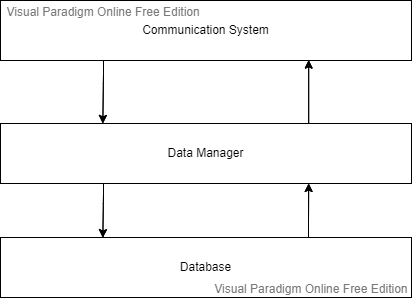 Visual Paradigm Online Free Edition
Communication System
Data Manager
Database
Visual Paradigm Online Free Edition